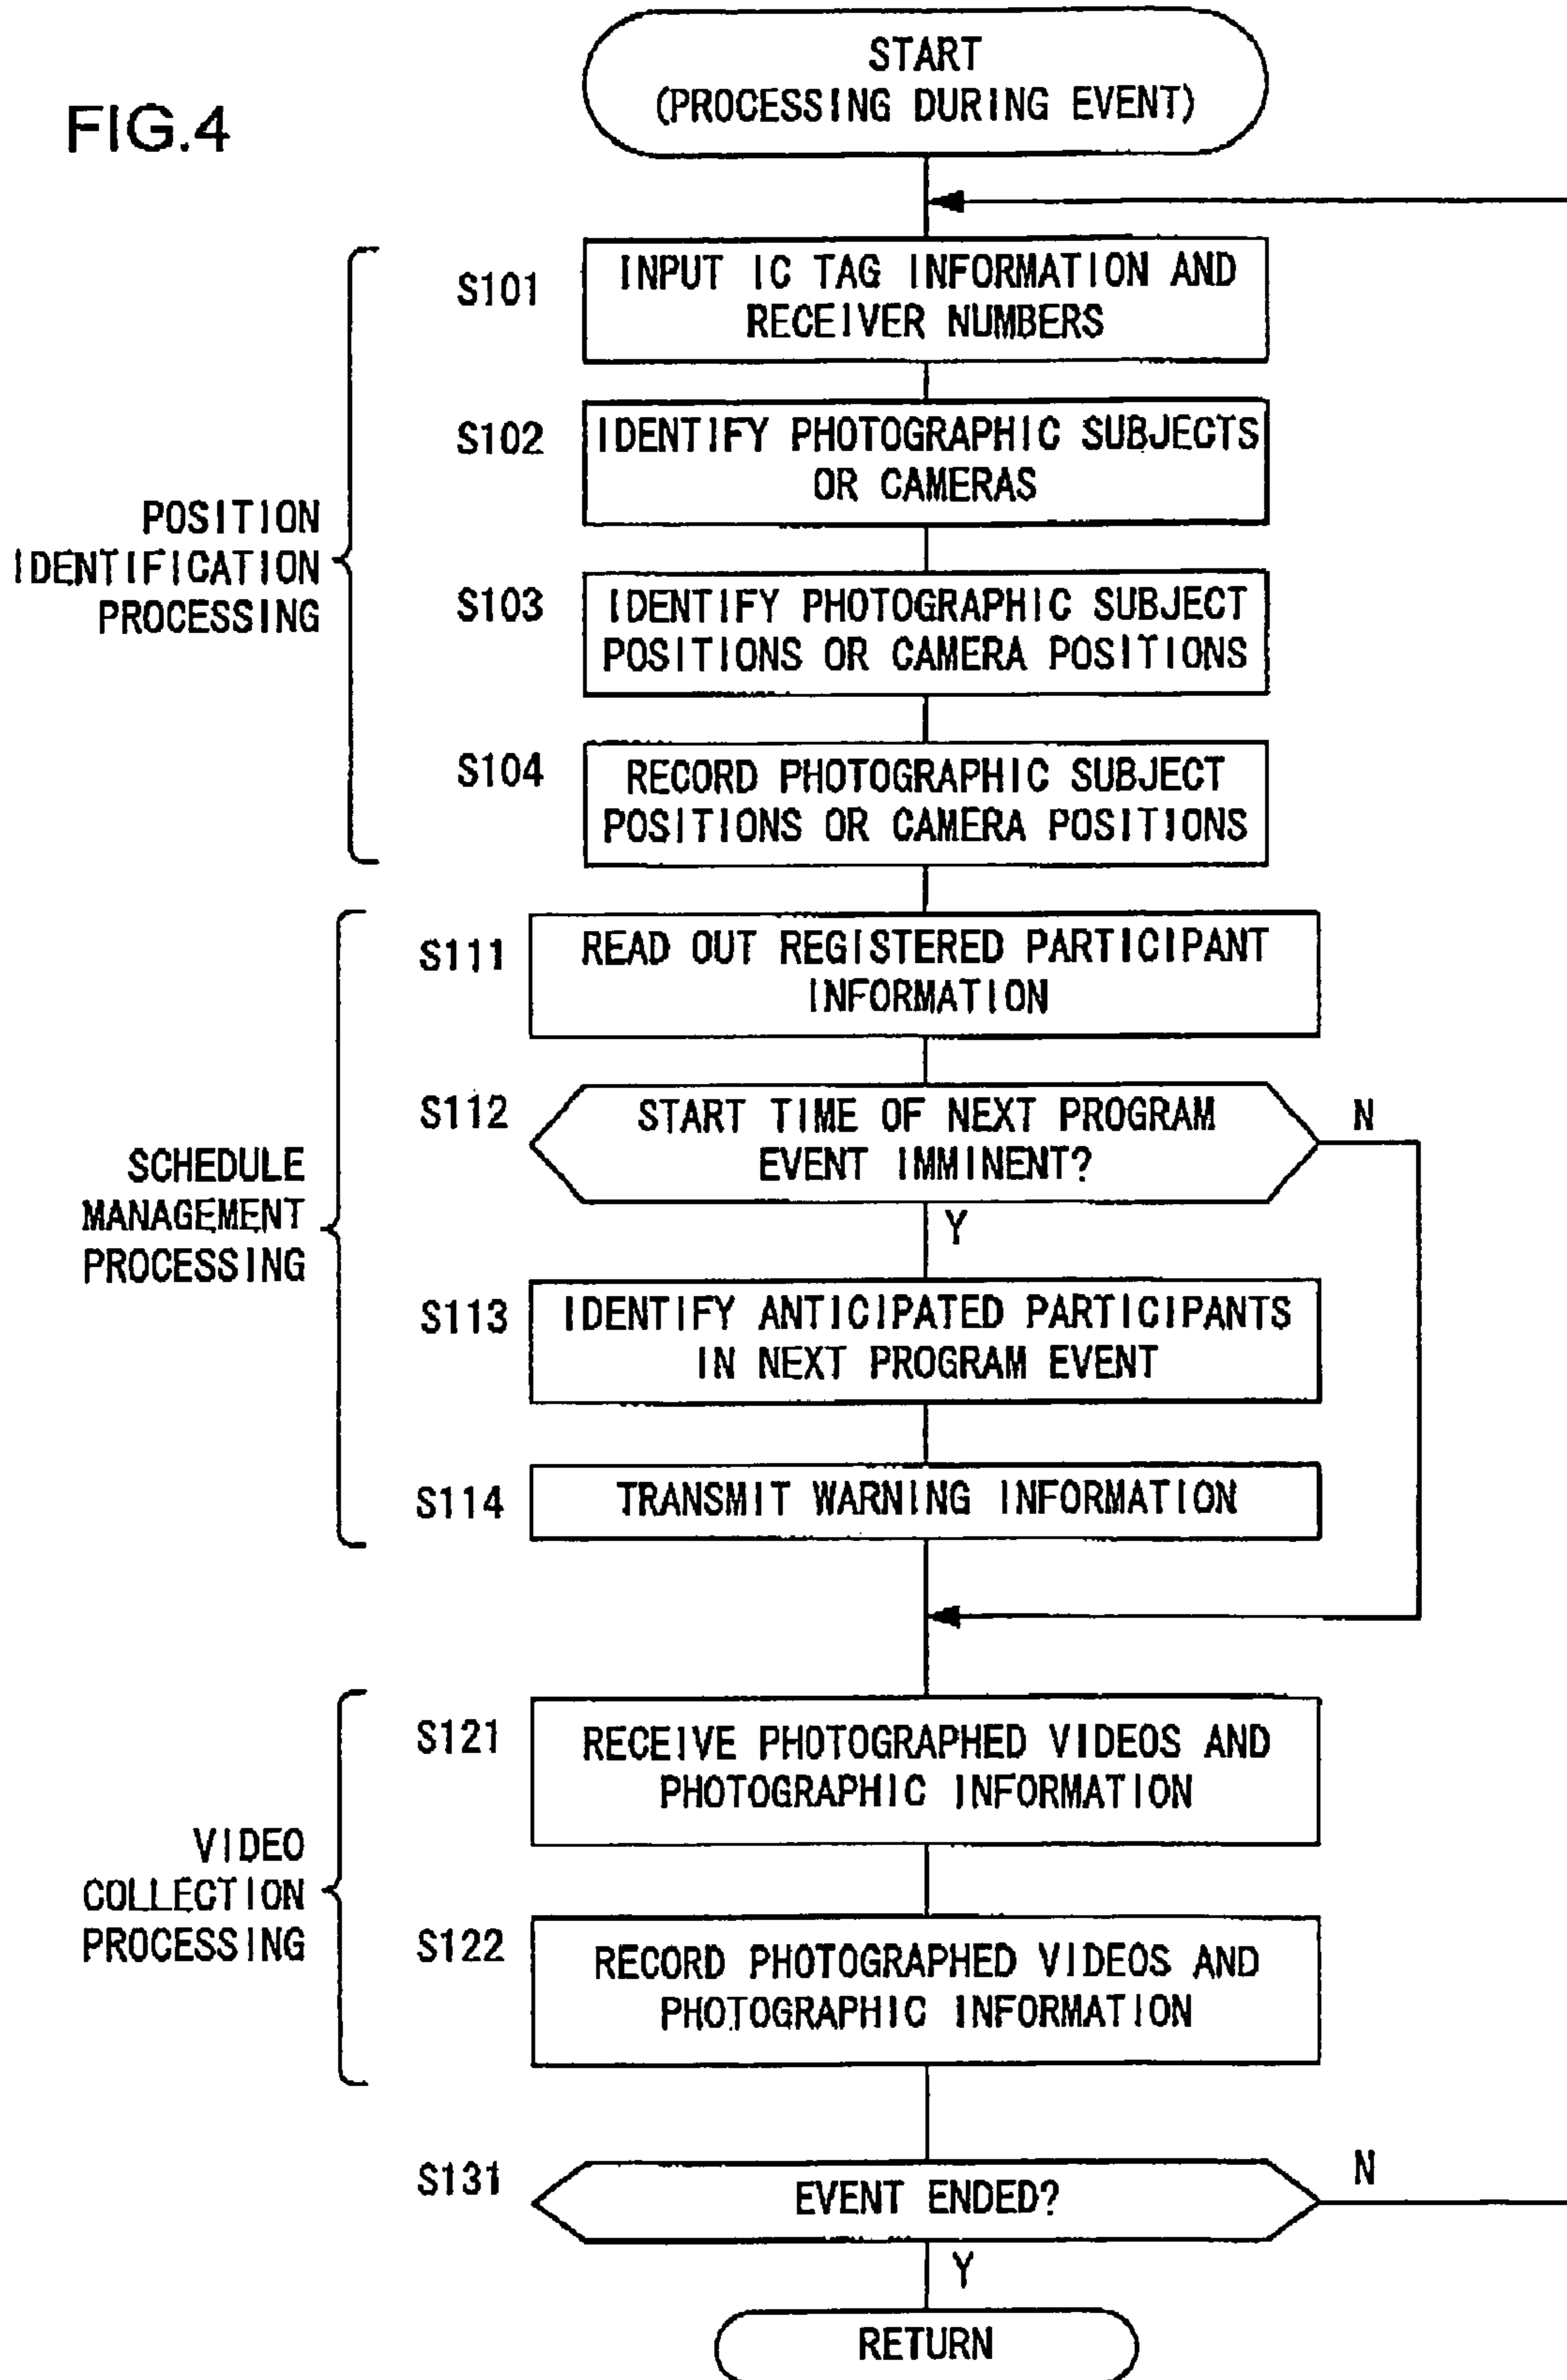 FIG.4
START
(PROCESSING DURING EVENT)
POSITION
IDENTIFICATION
PROCESSING
S101
INPUT IC TAG INFORMATION AND
RECEIVER NUMBERS
S102
IDENTIFY PHOTOGRAPHIC SUBJECTS
OR CAMERAS
S103
IDENTIFY PHOTOGRAPHIC SUBJECT
POSITIONS OR CAMERA POSITIONS
S104
RECORD PHOTOGRAPHIC SUBJECT
POSITIONS OR CAMERA POSITIONS
SCHEDULE
MANAGEMENT
PROCESSING
S111
READ OUT REGISTERED PARTICIPANT
INFORMATION
S112
START TIME OF NEXT PROGRAM
EVENT IMMINENT?
N
Y
S113
IDENTIFY ANTICIPATED PARTICIPANTS
IN NEXT PROGRAM EVENT
S114
TRANSMIT WARNING INFORMATION
VIDEO
COLLECTION
PROCESSING
S121
RECEIVE PHOTOGRAPHED VIDEOS AND
PHOTOGRAPHIC INFORMATION
S122
RECORD PHOTOGRAPHED VIDEOS AND
PHOTOGRAPHIC INFORMATION
S131
EVENT ENDED?
N
Y
RETURN